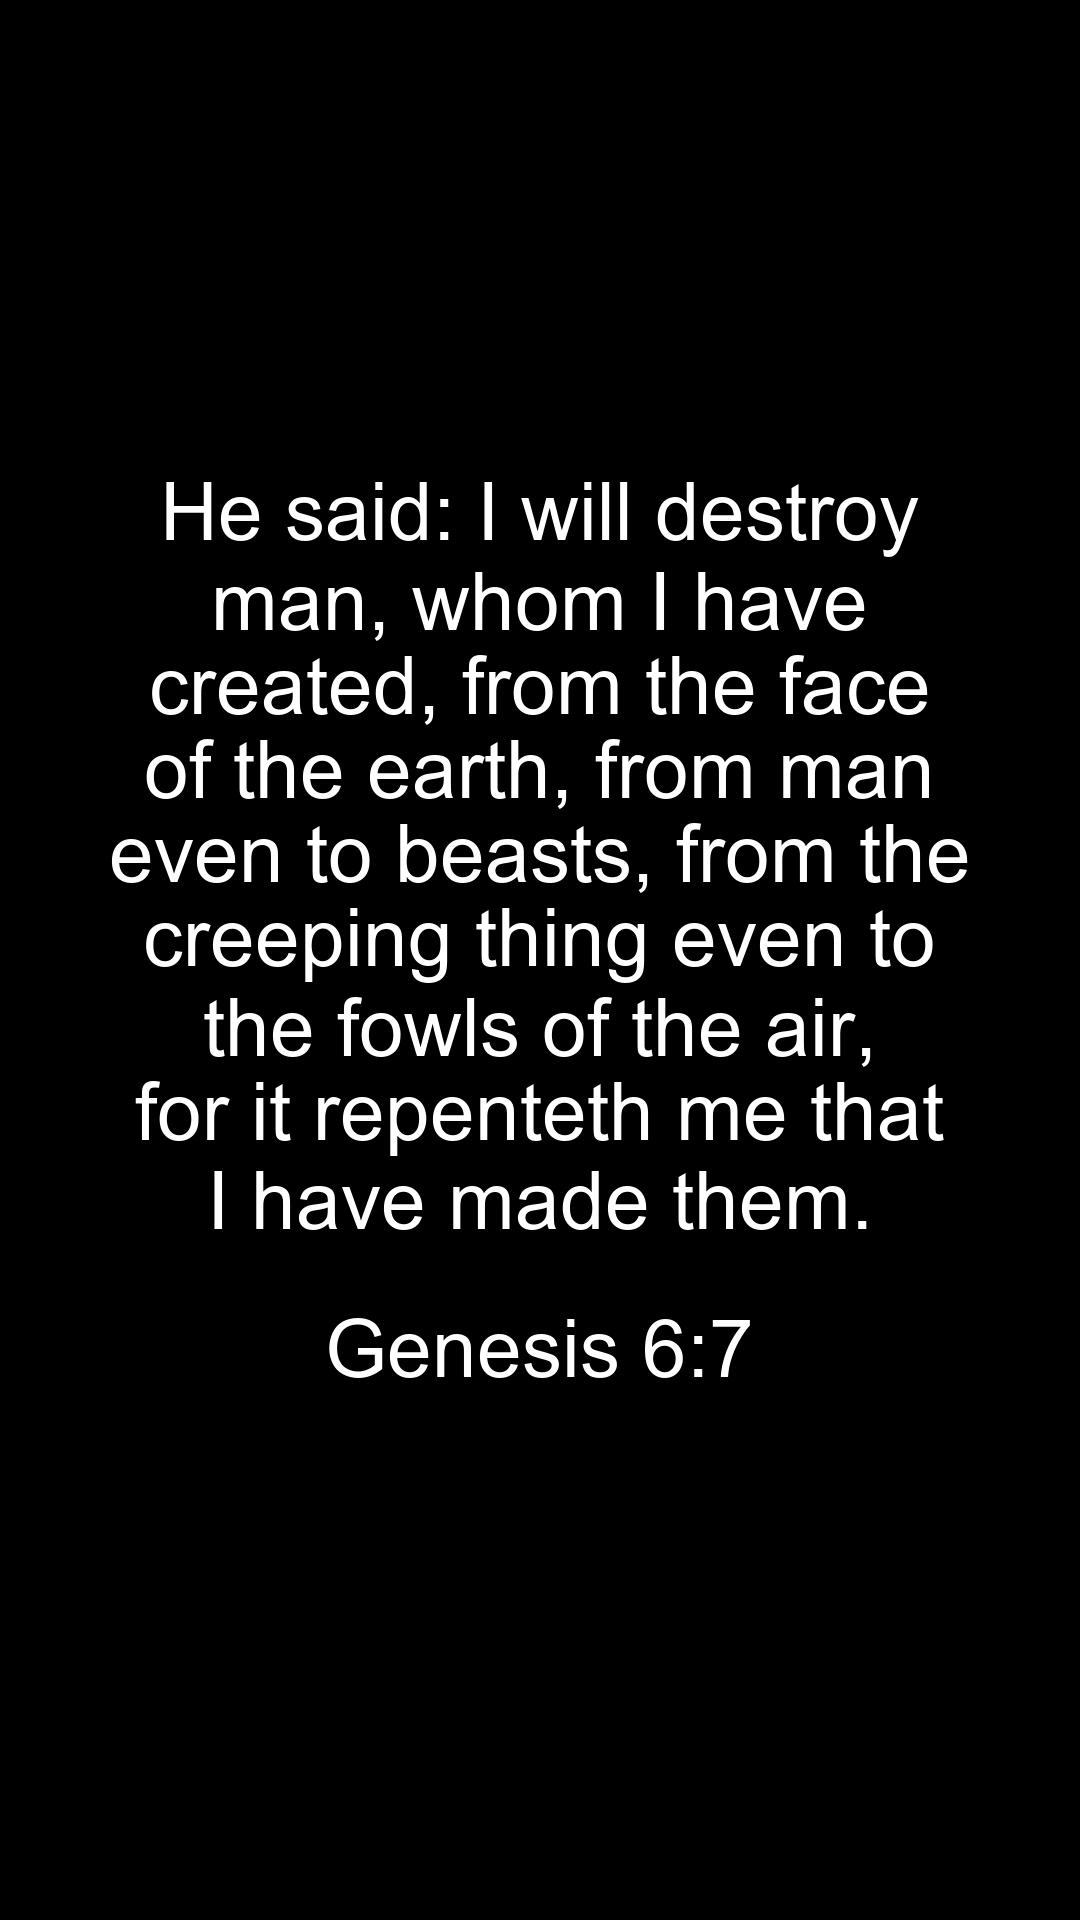 He said: I will destroy
man, whom I have
created, from the face
of the earth, from man
even to beasts, from the
creeping thing even to
the fowls of the air,
for it repenteth me that
I have made them.
Genesis 6:7